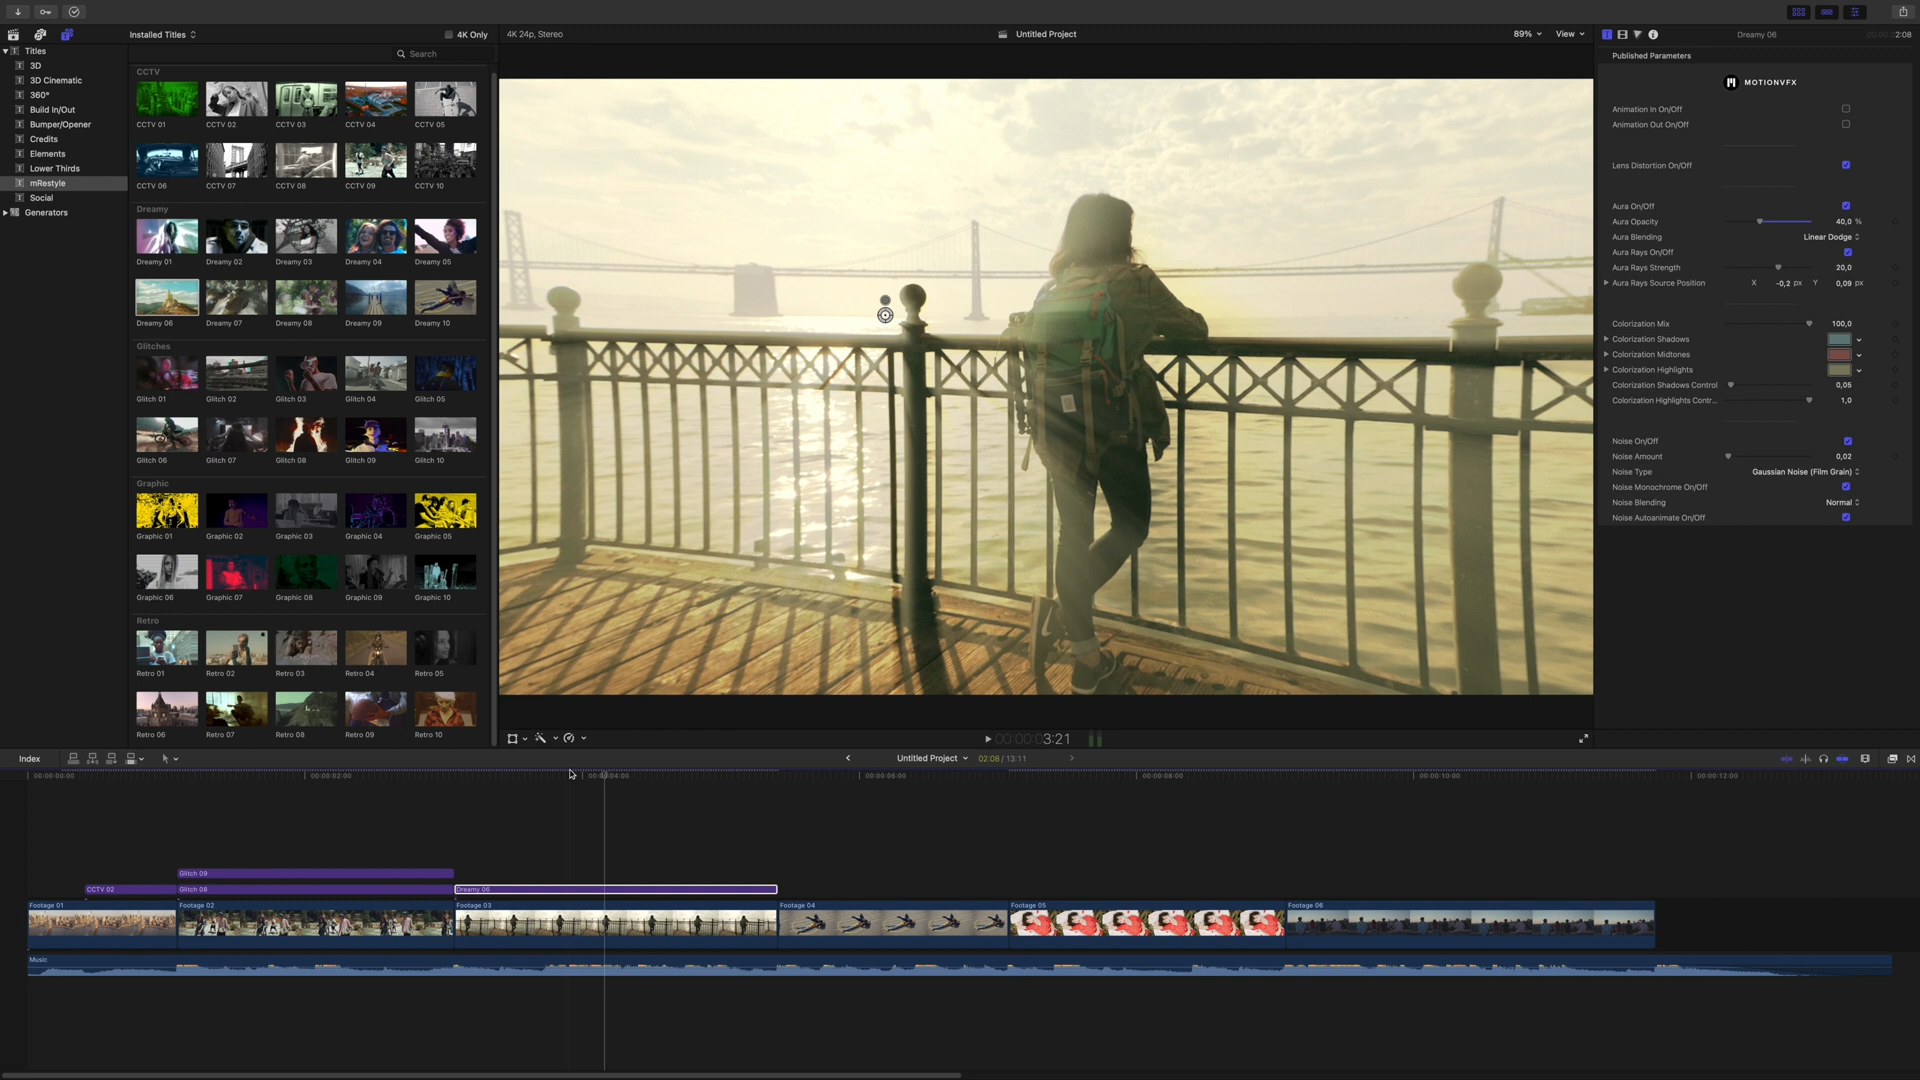 Installed Titles
4K Only
4K 24p, Stereo
Untitled Project
89%
View
Dreamy 06
00:00:02:08
Search
Titles
3D
3D Cinematic
360°
Build In/Out
Bumper/Opener
Credits
Elements
Lower Thirds
mRestyle
Social
Generators
CCTV
CCTV 01
CCTV 02
CCTV 03
CCTV 04
CCTV 05
CCTV 06
CCTV 07
CCTV 08
CCTV 09
CCTV 10
Dreamy
Dreamy 01
Dreamy 02
Dreamy 03
Dreamy 04
Dreamy 05
Dreamy 06
Dreamy 07
Dreamy 08
Dreamy 09
Dreamy 10
Glitches
Glitch 01
Glitch 02
Glitch 03
Glitch 04
Glitch 05
Glitch 06
Glitch 07
Glitch 08
Glitch 09
Glitch 10
Graphic
Graphic 01
Graphic 02
Graphic 03
Graphic 04
Graphic 05
Graphic 06
Graphic 07
Graphic 08
Graphic 09
Graphic 10
Retro
Retro 01
Retro 02
Retro 03
Retro 04
Retro 05
Retro 06
Retro 07
Retro 08
Retro 09
Retro 10
Published Parameters
MOTIONVFX
Animation In On/Off
Animation Out On/Off
Lens Distortion On/Off
Aura On/Off
Aura Opacity 40,0 %
Aura Blending Linear Dodge
Aura Rays On/Off
Aura Rays Strength 20,0
Aura Rays Source Position X -0,2 px Y 0,09 px
Colorization Mix 100,0
Colorization Shadows
Colorization Midtones
Colorization Highlights
Colorization Shadows Control 0,05
Colorization Highlights Contr... 1,0
Noise On/Off
Noise Amount 0,02
Noise Type Gaussian Noise (Film Grain)
Noise Monochrome On/Off
Noise Blending Normal
Noise Autoanimate On/Off
00:00:03:21
Index
Untitled Project
02:08 / 13:11
00:00:00:00
00:00:02:00
00:00:04:00
00:00:06:00
00:00:08:00
00:00:10:00
00:00:12:00
Glitch 09
CCTV 02
Glitch 08
Dreamy 06
Footage 01
Footage 02
Footage 03
Footage 04
Footage 05
Footage 06
Music